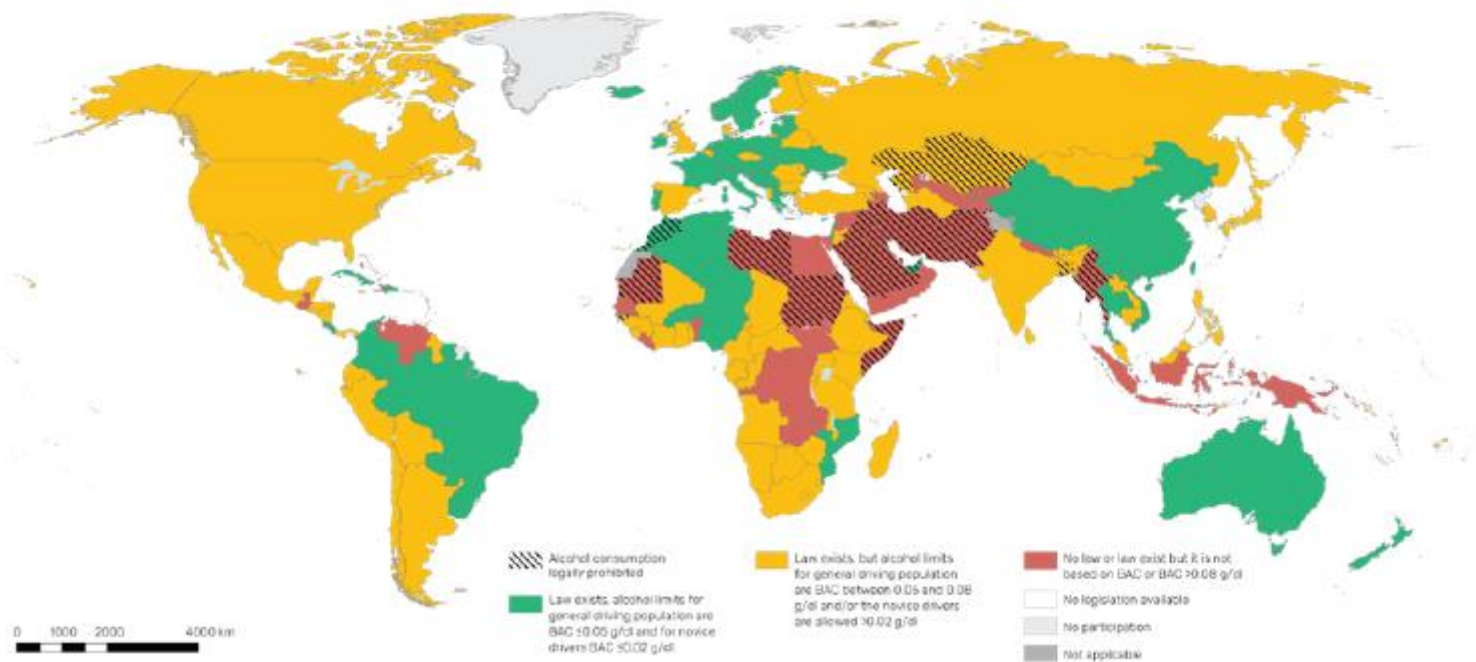 Alcohol consumption
legally prohibited
Law exists, alcohol limits for
general driving population are
BAC ≤0.05 g/dl and for novice
drivers BAC ≤0.02 g/dl
Law exists, but alcohol limits
for general driving population
are BAC between 0.05 and 0.08
g/dl and/or the novice drivers
are allowed >0.02 g/dl
No law or law exist but it is not
based on BAC or BAC >0.08 g/dl
No legislation available
No participation
Not applicable
0 1000 2000 4000 km